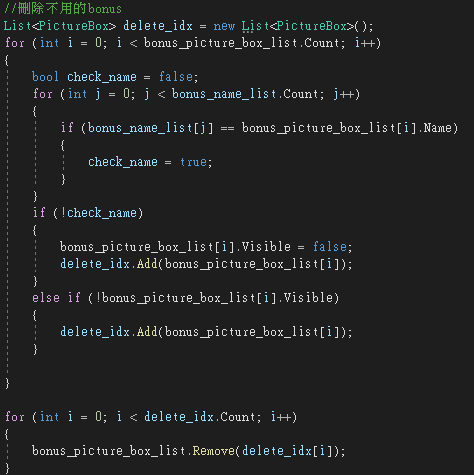 //刪除不用的bonus
List<PictureBox> delete_idx = new List<PictureBox>();
for (int i = 0; i < bonus_picture_box_list.Count; i++)
{
    bool check_name = false;
    for (int j = 0; j < bonus_name_list.Count; j++)
    {
        if (bonus_name_list[j] == bonus_picture_box_list[i].Name)
        {
            check_name = true;
        }
    }
    if (!check_name)
    {
        bonus_picture_box_list[i].Visible = false;
        delete_idx.Add(bonus_picture_box_list[i]);
    }
    else if (!bonus_picture_box_list[i].Visible)
    {
        delete_idx.Add(bonus_picture_box_list[i]);
    }

}

for (int i = 0; i < delete_idx.Count; i++)
{
    bonus_picture_box_list.Remove(delete_idx[i]);
}